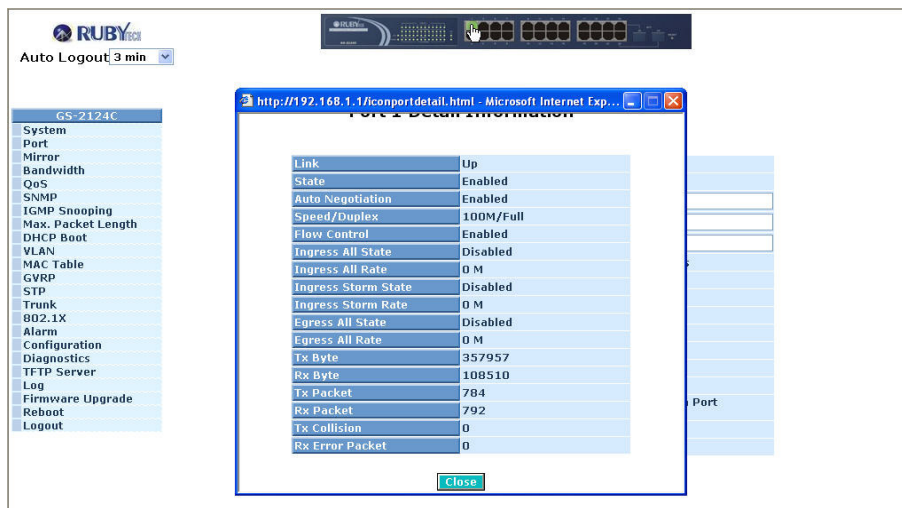 RUBYTECH
Auto Logout 3 min
GS-2124C
System
Port
Mirror
Bandwidth
QoS
SNMP
IGMP Snooping
Max. Packet Length
DHCP Boot
VLAN
MAC Table
GVRP
STP
Trunk
802.1X
Alarm
Configuration
Diagnostics
TFTP Server
Log
Firmware Upgrade
Reboot
Logout
http://192.168.1.1/iconportdetail.html - Microsoft Internet Exp...
Port 1 Detail Information
Link Up
State Enabled
Auto Negotiation Enabled
Speed/Duplex 100M/Full
Flow Control Enabled
Ingress All State Disabled
Ingress All Rate 0 M
Ingress Storm State Disabled
Ingress Storm Rate 0 M
Egress All State Disabled
Egress All Rate 0 M
Tx Byte 357957
Rx Byte 108510
Tx Packet 784
Rx Packet 792
Tx Collision 0
Rx Error Packet 0
Close
Port